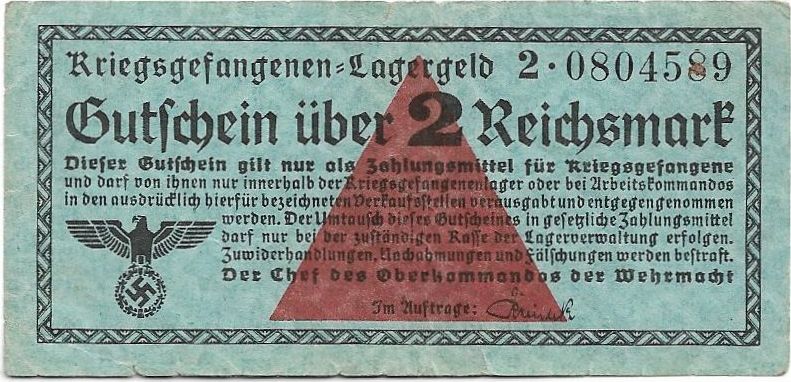 Kriegsgefangenen=Lagergeld 2·0804589
Gutschein über 2 Reichsmark
Dieser Gutschein gilt nur als Zahlungsmittel für Kriegsgefangene
und darf von ihnen nur innerhalb der Kriegsgefangenenlager oder bei Arbeitskommandos
in den ausdrücklich hierfür bezeichneten Verkaufsstellen verausgabt und entgegengenommen
werden. Der Umtausch dieses Gutscheines in gesetzliche Zahlungsmittel
darf nur bei der zuständigen Kasse der Lagerverwaltung erfolgen.
Zuwiderhandlungen, Nachahmungen und Fälschungen werden bestraft.
Der Chef des Oberkommandos der Wehrmacht
Im Auftrage: